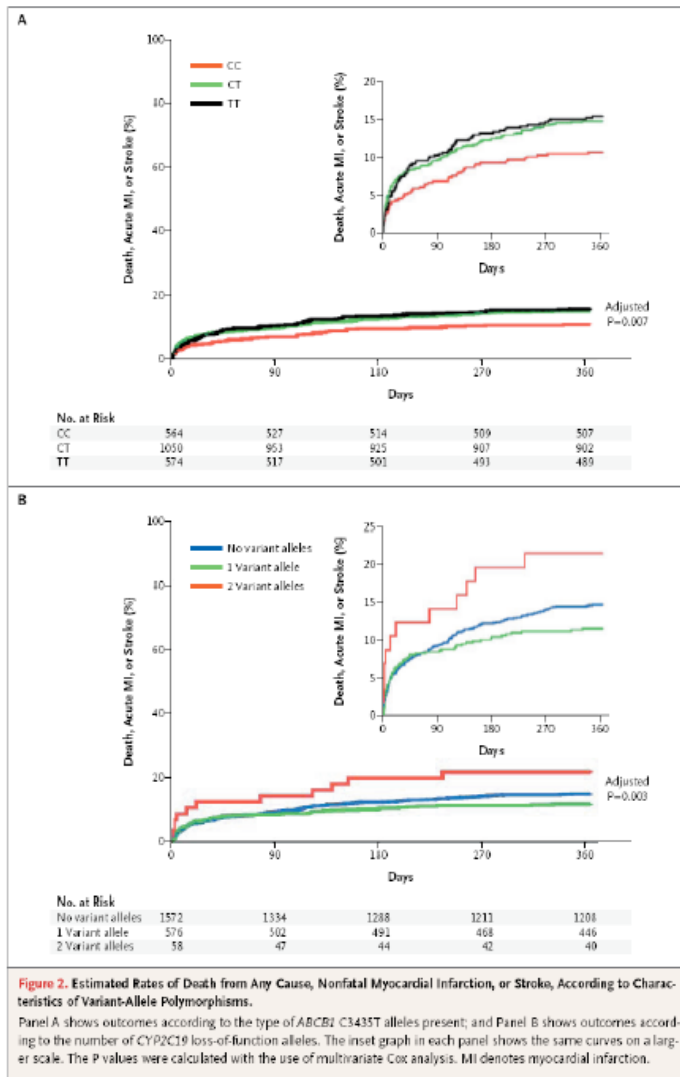 A
100
80
60
40
20
0
Death, Acute MI, or Stroke (%)
CC
CT
TT
20
15
10
5
0
Death, Acute MI, or Stroke (%)
0 90 180 270 360
Days
Adjusted
P=0.007
0 90 180 270 360
Days
No. at Risk
CC 564 527 514 509 507
CT 1050 953 925 907 902
TT 574 517 501 493 489
B
100
80
60
40
20
0
Death, Acute MI, or Stroke (%)
No variant alleles
1 Variant allele
2 Variant alleles
25
20
15
10
5
0
Death, Acute MI, or Stroke (%)
0 90 180 270 360
Days
Adjusted
P=0.003
0 90 180 270 360
Days
No. at Risk
No variant alleles 1572 1334 1288 1211 1208
1 Variant allele 576 502 491 468 446
2 Variant alleles 58 47 44 42 40
Figure 2. Estimated Rates of Death from Any Cause, Nonfatal Myocardial Infarction, or Stroke, According to Charac-
teristics of Variant-Allele Polymorphisms.
Panel A shows outcomes according to the type of ABCB1 C3435T alleles present; and Panel B shows outcomes accord-
ing to the number of CYP2C19 loss-of-function alleles. The inset graph in each panel shows the same curves on a larg-
er scale. The P values were calculated with the use of multivariate Cox analysis. MI denotes myocardial infarction.